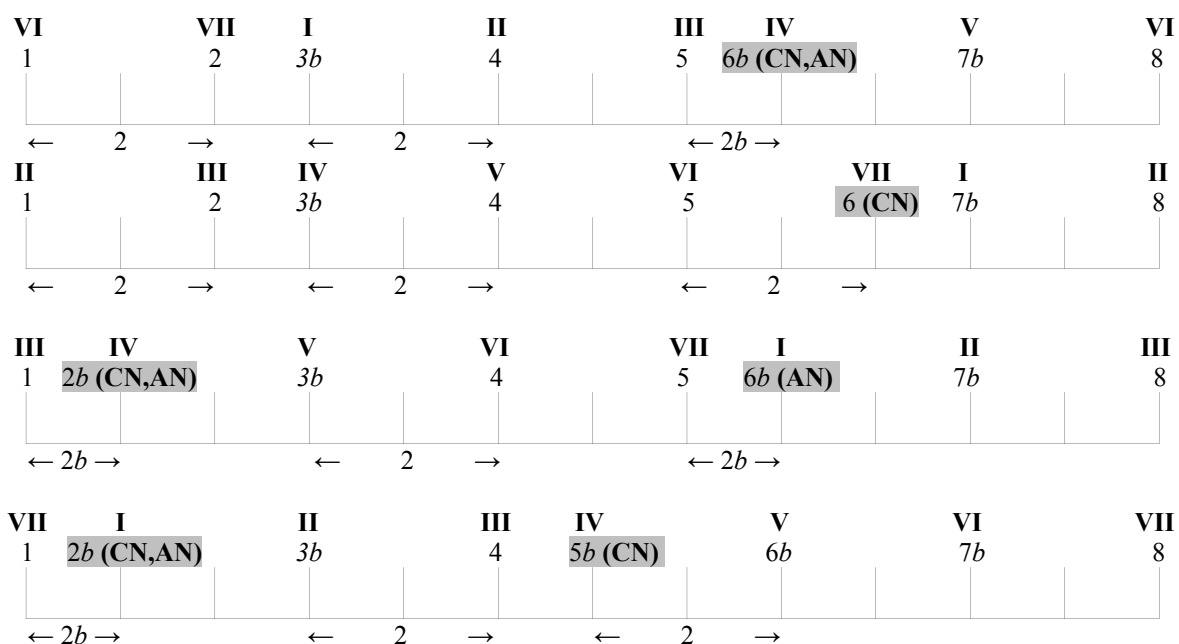 VI VII I II III IV V VI
1 2 3b 4 5 6b (CN,AN) 7b 8
← 2 → ← 2 → ← 2b →
II III IV V VI VII I II
1 2 3b 4 5 6 (CN) 7b 8
← 2 → ← 2 → ← 2 →
III IV V VI VII I II III
1 2b (CN,AN) 3b 4 5 6b (AN) 7b 8
← 2b → ← 2 → ← 2b →
VII I II III IV V VI VII
1 2b (CN,AN) 3b 4 5b (CN) 6b 7b 8
← 2b → ← 2 → ← 2 →